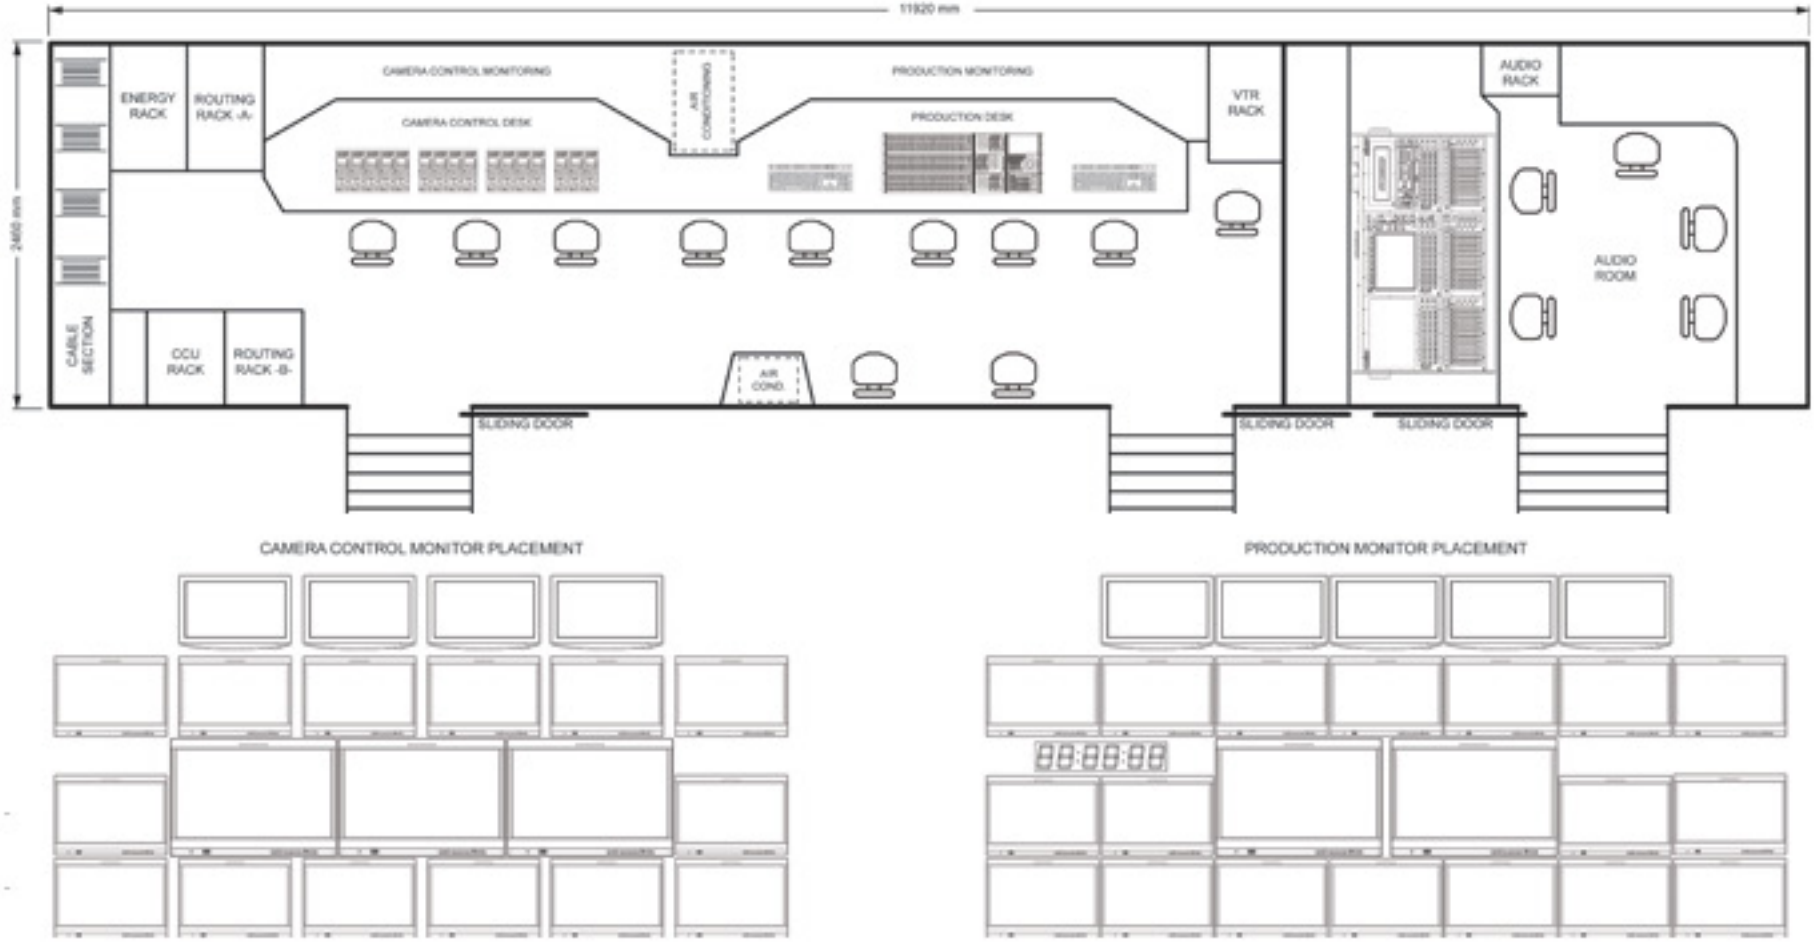 11920 mm
2460 mm
CAMERA CONTROL MONITORING
AIR
CONDITIONING
PRODUCTION MONITORING
AUDIO
RACK
ENERGY
RACK
ROUTING
RACK -A-
CAMERA CONTROL DESK
PRODUCTION DESK
VTR
RACK
AUDIO
ROOM
CABLE
SECTION
CCU
RACK
ROUTING
RACK -B-
AIR
COND.
SLIDING DOOR
SLIDING DOOR
SLIDING DOOR
CAMERA CONTROL MONITOR PLACEMENT
PRODUCTION MONITOR PLACEMENT
88:88:88